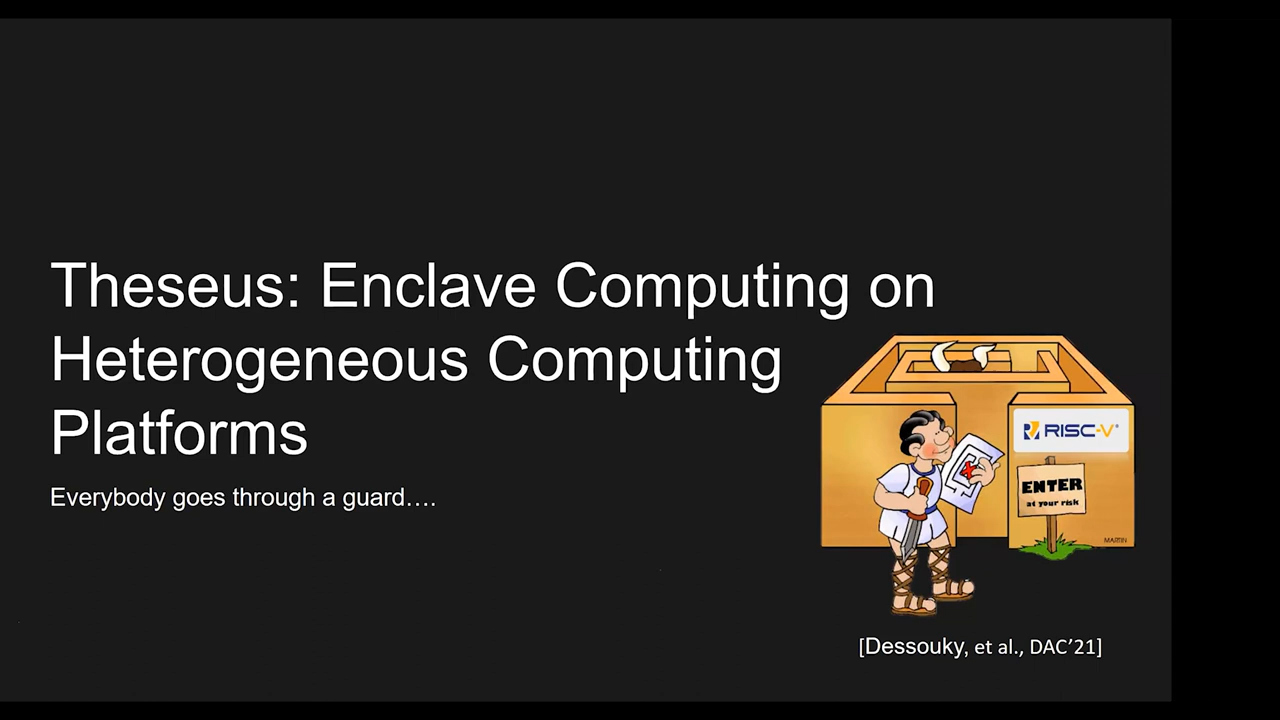 Theseus: Enclave Computing on
Heterogeneous Computing
Platforms
Everybody goes through a guard....
RISC-V®
ENTER
at your risk
MARTIN
[Dessouky, et al., DAC’21]